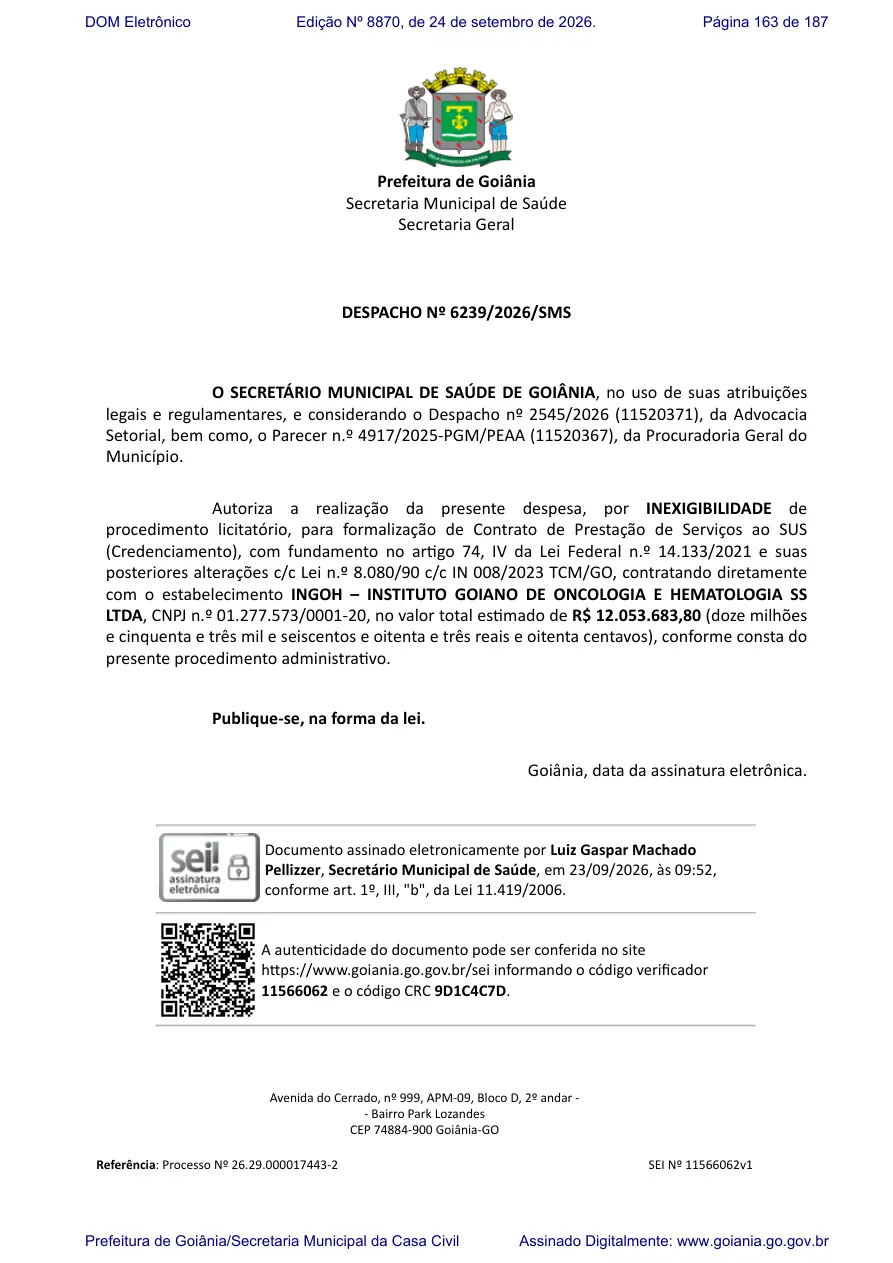 DOM Eletrônico Edição Nº 8870, de 24 de setembro de 2026. Página 163 de 187
PELA GRANDEZA DA PÁTRIA
Prefeitura de Goiânia
Secretaria Municipal de Saúde
Secretaria Geral
DESPACHO Nº 6239/2026/SMS
O SECRETÁRIO MUNICIPAL DE SAÚDE DE GOIÂNIA, no uso de suas atribuições
legais e regulamentares, e considerando o Despacho nº 2545/2026 (11520371), da Advocacia
Setorial, bem como, o Parecer n.º 4917/2025-PGM/PEAA (11520367), da Procuradoria Geral do
Município.
Autoriza a realização da presente despesa, por INEXIGIBILIDADE de
procedimento licitatório, para formalização de Contrato de Prestação de Serviços ao SUS
(Credenciamento), com fundamento no artigo 74, IV da Lei Federal n.º 14.133/2021 e suas
posteriores alterações c/c Lei n.º 8.080/90 c/c IN 008/2023 TCM/GO, contratando diretamente
com o estabelecimento INGOH – INSTITUTO GOIANO DE ONCOLOGIA E HEMATOLOGIA SS
LTDA, CNPJ n.º 01.277.573/0001-20, no valor total estimado de R$ 12.053.683,80 (doze milhões
e cinquenta e três mil e seiscentos e oitenta e três reais e oitenta centavos), conforme consta do
presente procedimento administrativo.
Publique-se, na forma da lei.
Goiânia, data da assinatura eletrônica.
sei!
assinatura
eletrônica
Documento assinado eletronicamente por Luiz Gaspar Machado
Pellizzer, Secretário Municipal de Saúde, em 23/09/2026, às 09:52,
conforme art. 1º, III, "b", da Lei 11.419/2006.
A autenticidade do documento pode ser conferida no site
https://www.goiania.go.gov.br/sei informando o código verificador
11566062 e o código CRC 9D1C4C7D.
Avenida do Cerrado, nº 999, APM-09, Bloco D, 2º andar -
- Bairro Park Lozandes
CEP 74884-900 Goiânia-GO
Referência: Processo Nº 26.29.000017443-2 SEI Nº 11566062v1
Prefeitura de Goiânia/Secretaria Municipal da Casa Civil Assinado Digitalmente: www.goiania.go.gov.br